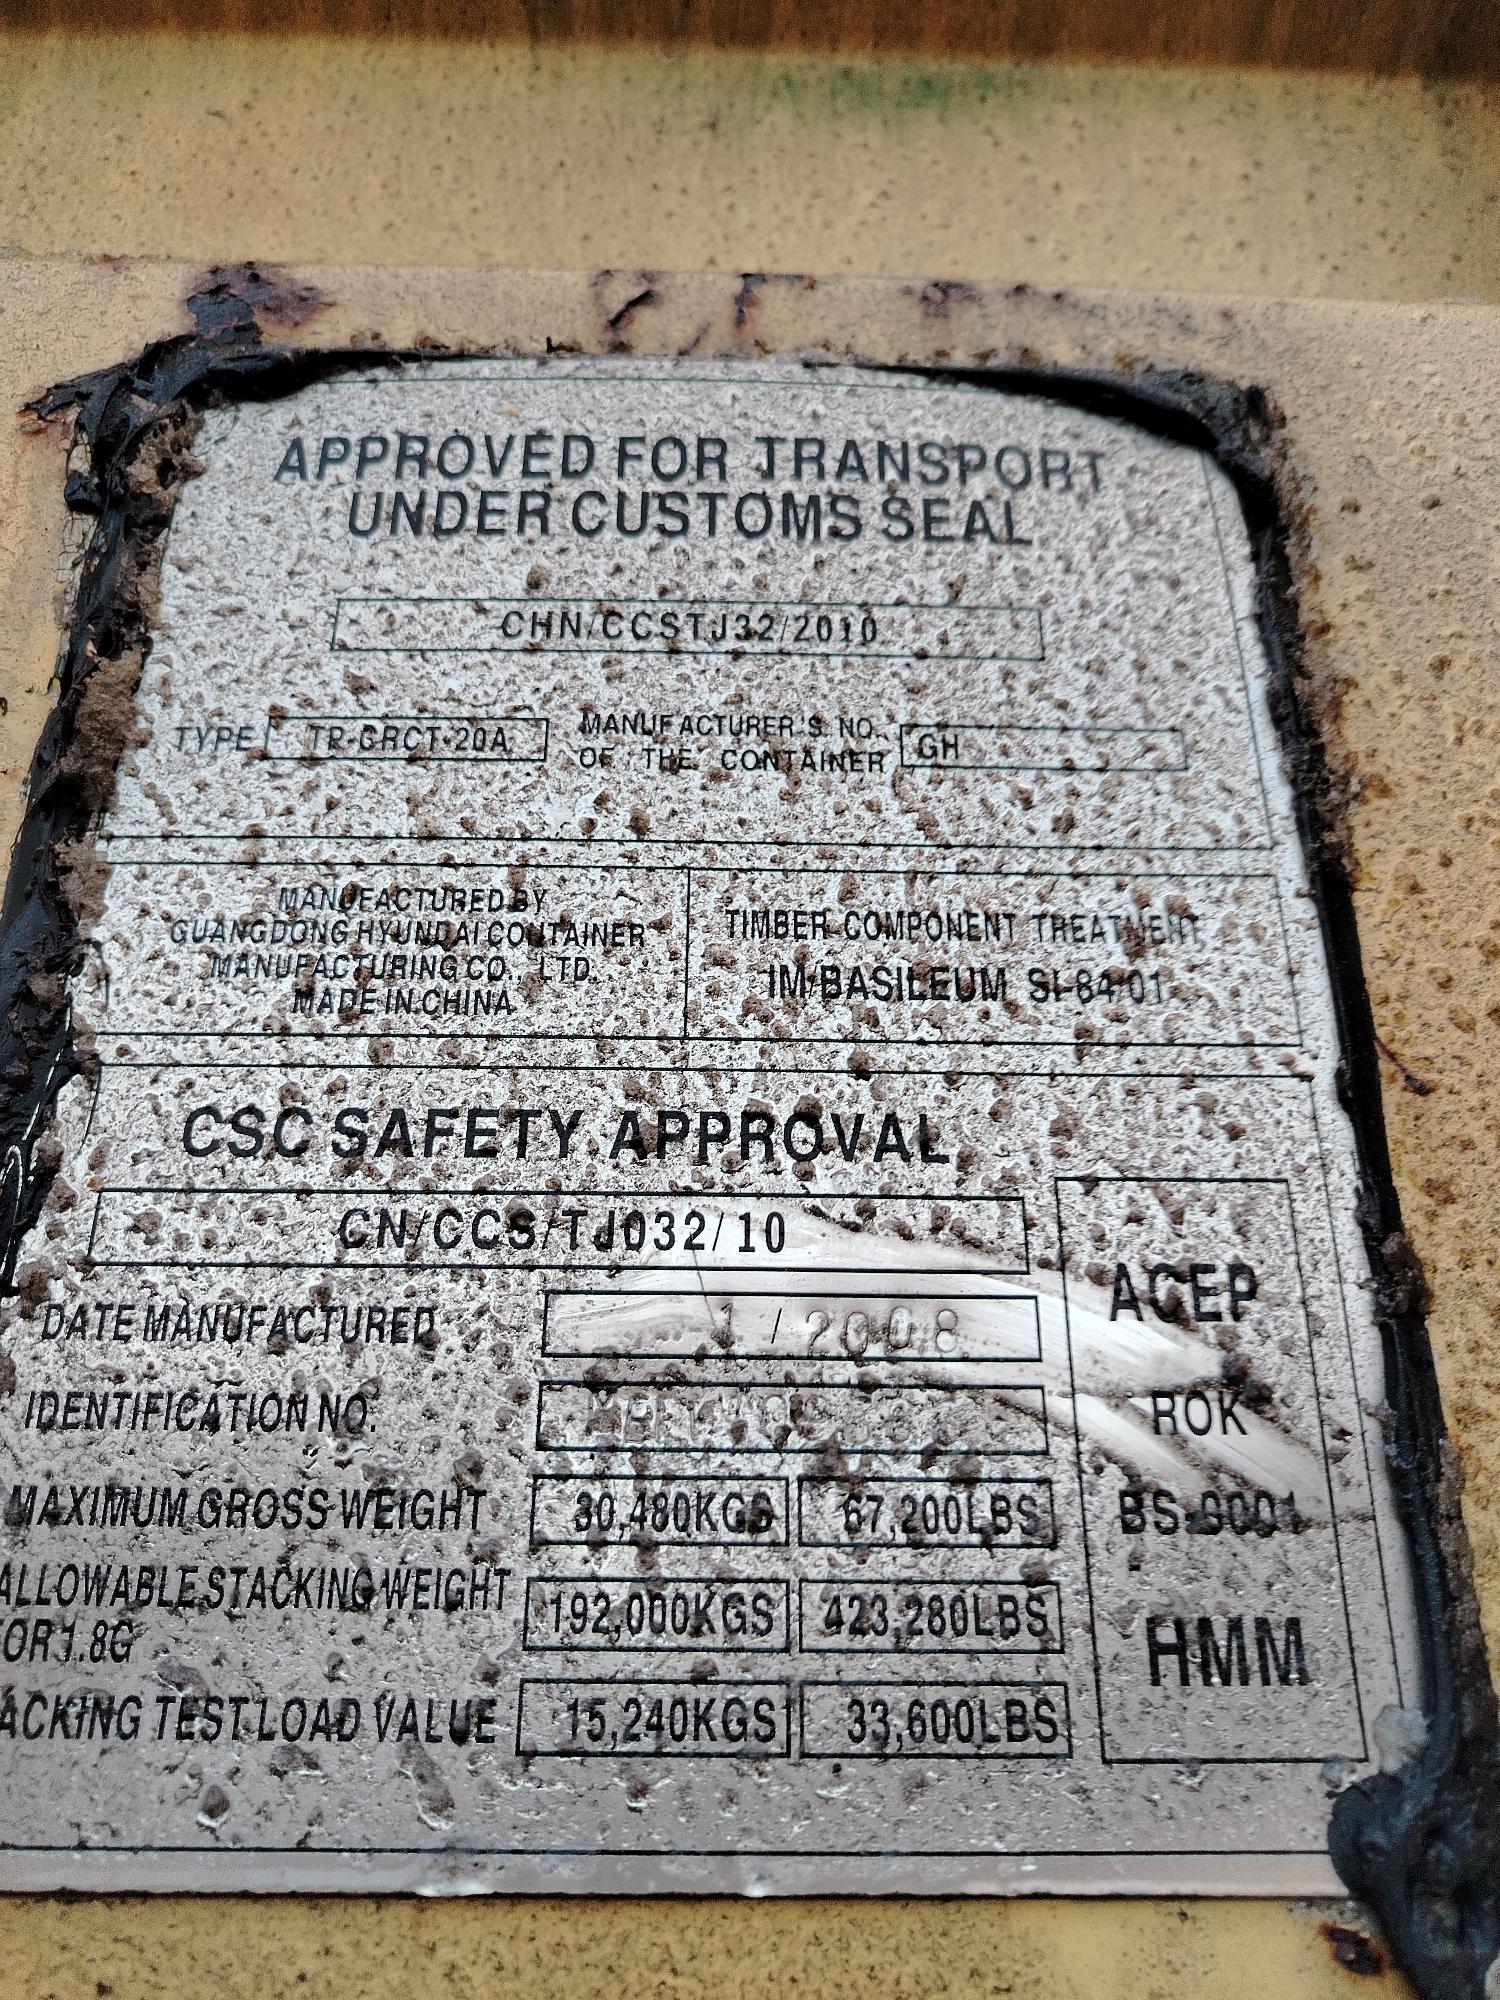 APPROVED FOR TRANSPORT
UNDER CUSTOMS SEAL
CHN/CCSTJ32/2010
TYPE TP-GRCT-20A
MANUFACTURER'S NO.
OF THE CONTAINER GH
MANUFACTURED BY
GUANGDONG HYUNDAI CONTAINER
MANUFACTURING CO., LTD.
MADE IN CHINA
TIMBER COMPONENT TREATMENT
IM/BASILEUM SI-84/01
CSC SAFETY APPROVAL
CN/CCS/TJ032/10
DATE MANUFACTURED 1 / 2008
IDENTIFICATION NO.
MAXIMUM GROSS WEIGHT 30,480KGS 67,200LBS
ALLOWABLE STACKING WEIGHT
FOR 1.8G 192,000KGS 423,280LBS
ACKING TEST LOAD VALUE 15,240KGS 33,600LBS
ACEP
ROK
BS-9001
HMM